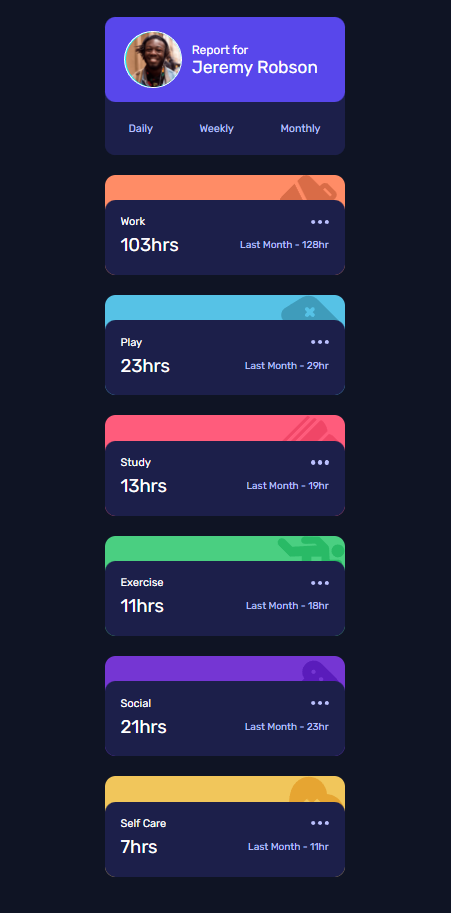 Report for
Jeremy Robson
Daily Weekly Monthly
Work
103hrs Last Month - 128hr
Play
23hrs Last Month - 29hr
Study
13hrs Last Month - 19hr
Exercise
11hrs Last Month - 18hr
Social
21hrs Last Month - 23hr
Self Care
7hrs Last Month - 11hr